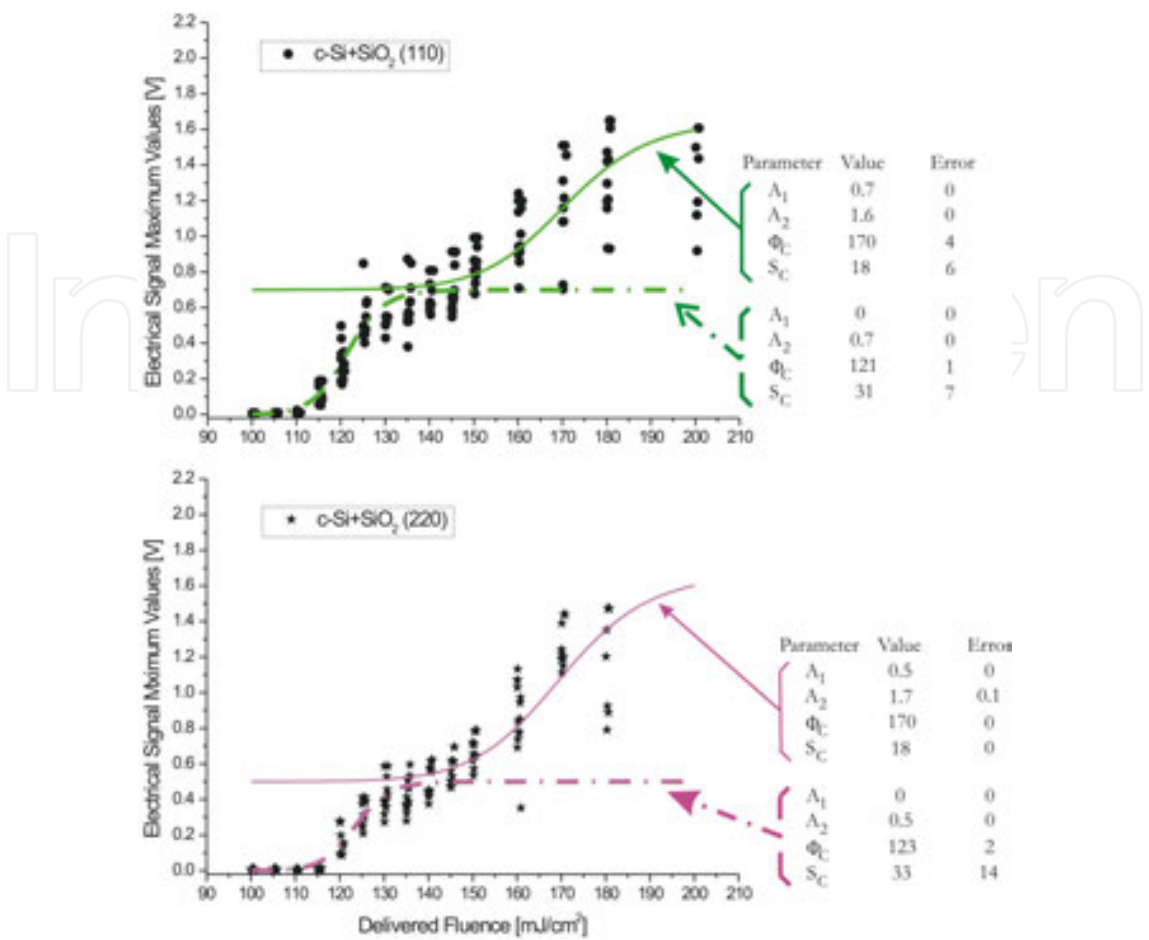 2.2
2.0
1.8
1.6
1.4
1.2
1.0
0.8
0.6
0.4
0.2
0.0
Electrical Signal Maximum Values [V]
c-Si+SiO2 (110)
90 100 110 120 130 140 150 160 170 180 190 200 210
Parameter Value Error
A1 0.7 0
A2 1.6 0
ΦC 170 4
SC 18 6
A1 0 0
A2 0.7 0
ΦC 121 1
SC 31 7
2.2
2.0
1.8
1.6
1.4
1.2
1.0
0.8
0.6
0.4
0.2
0.0
Electrical Signal Mximum Values [V]
c-Si+SiO2 (220)
90 100 110 120 130 140 150 160 170 180 190 200 210
Delivered Fluence [mJ/cm2]
Parameter Value Error
A1 0.5 0
A2 1.7 0.1
ΦC 170 0
SC 18 0
A1 0 0
A2 0.5 0
ΦC 123 2
SC 33 14